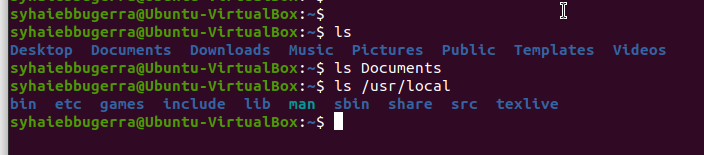 syhaiebbugerra@Ubuntu-VirtualBox:~$
syhaiebbugerra@Ubuntu-VirtualBox:~$ ls
Desktop Documents Downloads Music Pictures Public Templates Videos
syhaiebbugerra@Ubuntu-VirtualBox:~$ ls Documents
syhaiebbugerra@Ubuntu-VirtualBox:~$ ls /usr/local
bin etc games include lib man sbin share src texlive
syhaiebbugerra@Ubuntu-VirtualBox:~$